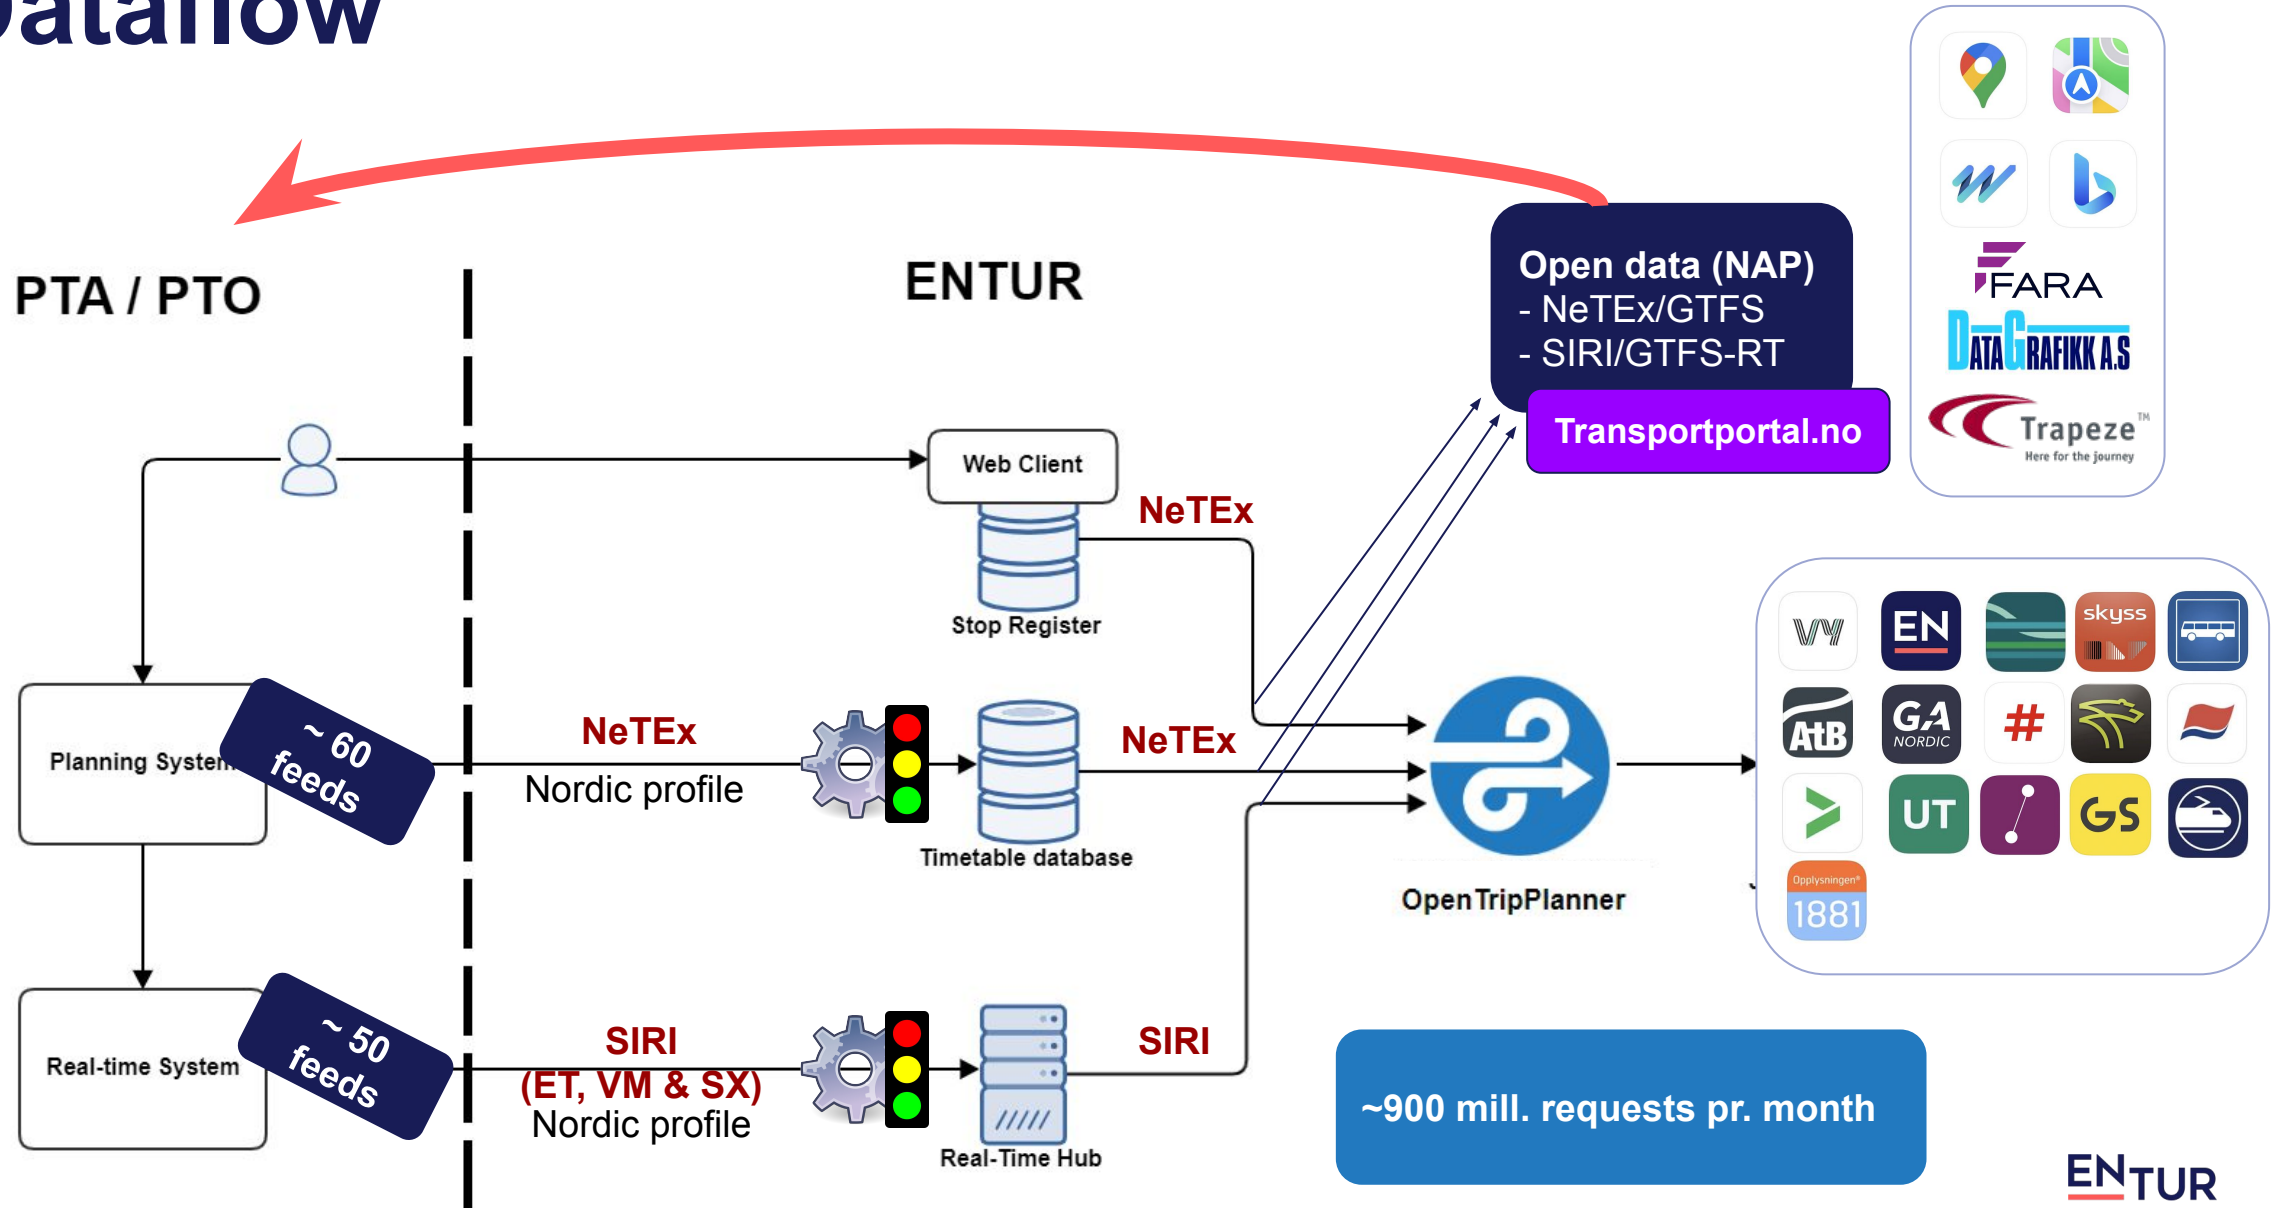 Dataflow
PTA / PTO
ENTUR
Open data (NAP)
- NeTEx/GTFS
- SIRI/GTFS-RT
Transportportal.no
FARA
DATAGRAFIKK A.S
Trapeze™
Here for the journey
Web Client
NeTEx
Stop Register
Planning System
~ 60
feeds
NeTEx
Nordic profile
Timetable database
NeTEx
OpenTripPlanner
VY
EN
skyss
AtB
GA
NORDIC
#
UT
GS
Opplysningen®
1881
Real-time System
~ 50
feeds
SIRI
(ET, VM & SX)
Nordic profile
Real-Time Hub
SIRI
~900 mill. requests pr. month
ENTUR